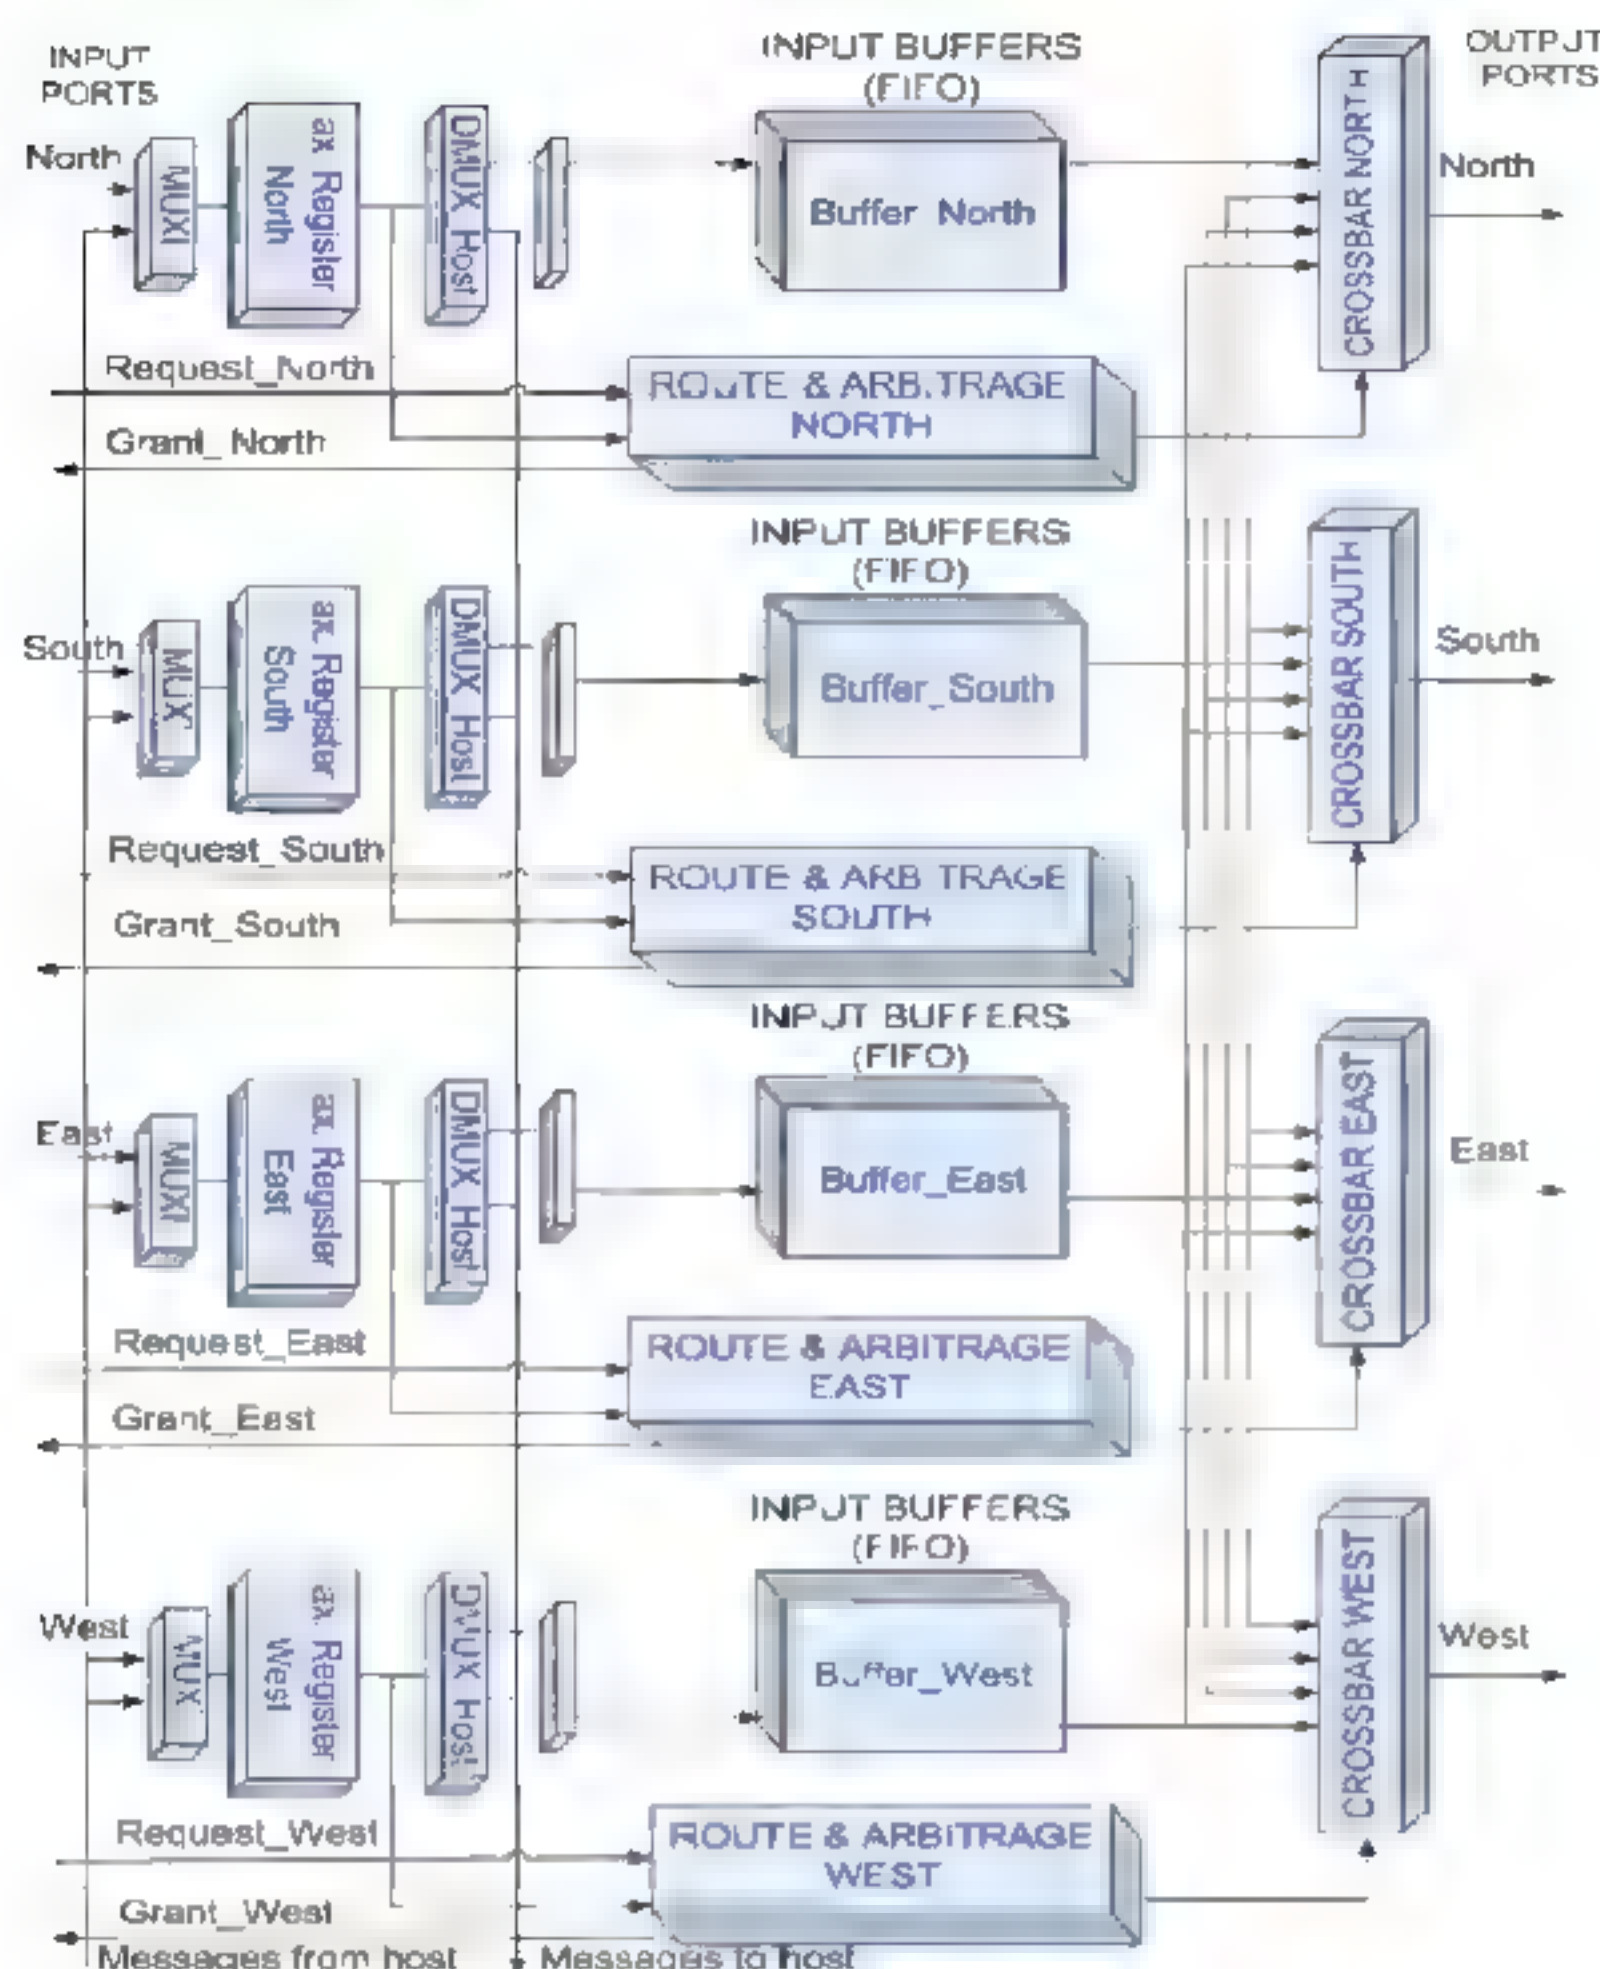 INPUT PORTS
INPUT BUFFERS
(FIFO)
OUTPUT PORTS
North
MUX
ax Register
North
DMUX Host
Buffer_North
CROSSBAR NORTH
North
Request_North
ROUTE & ARBITRAGE
NORTH
Grant_North
INPUT BUFFERS
(FIFO)
South
MUX
ax. Register
South
DMUX Host
Buffer_South
CROSSBAR SOUTH
South
Request_South
ROUTE & ARBITRAGE
SOUTH
Grant_South
INPUT BUFFERS
(FIFO)
East
MUX
ax. Register
East
DMUX Host
Buffer_East
CROSSBAR EAST
East
Request_East
ROUTE & ARBITRAGE
EAST
Grant_East
INPUT BUFFERS
(FIFO)
West
MUX
ax. Register
West
DMUX Host
Buffer_West
CROSSBAR WEST
West
Request_West
ROUTE & ARBITRAGE
WEST
Grant_West
Messages from host
Messages to host